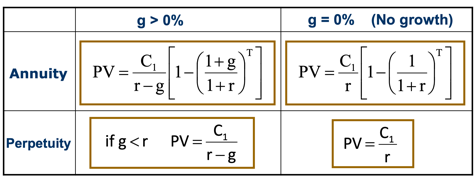 g > 0%
g = 0% (No growth)
Annuity
PV = C₁/(r−g) [1−((1+g)/(1+r))ᵀ]
PV = C₁/r [1−(1/(1+r))ᵀ]
Perpetuity
if g < r PV = C₁/(r−g)
PV = C₁/r